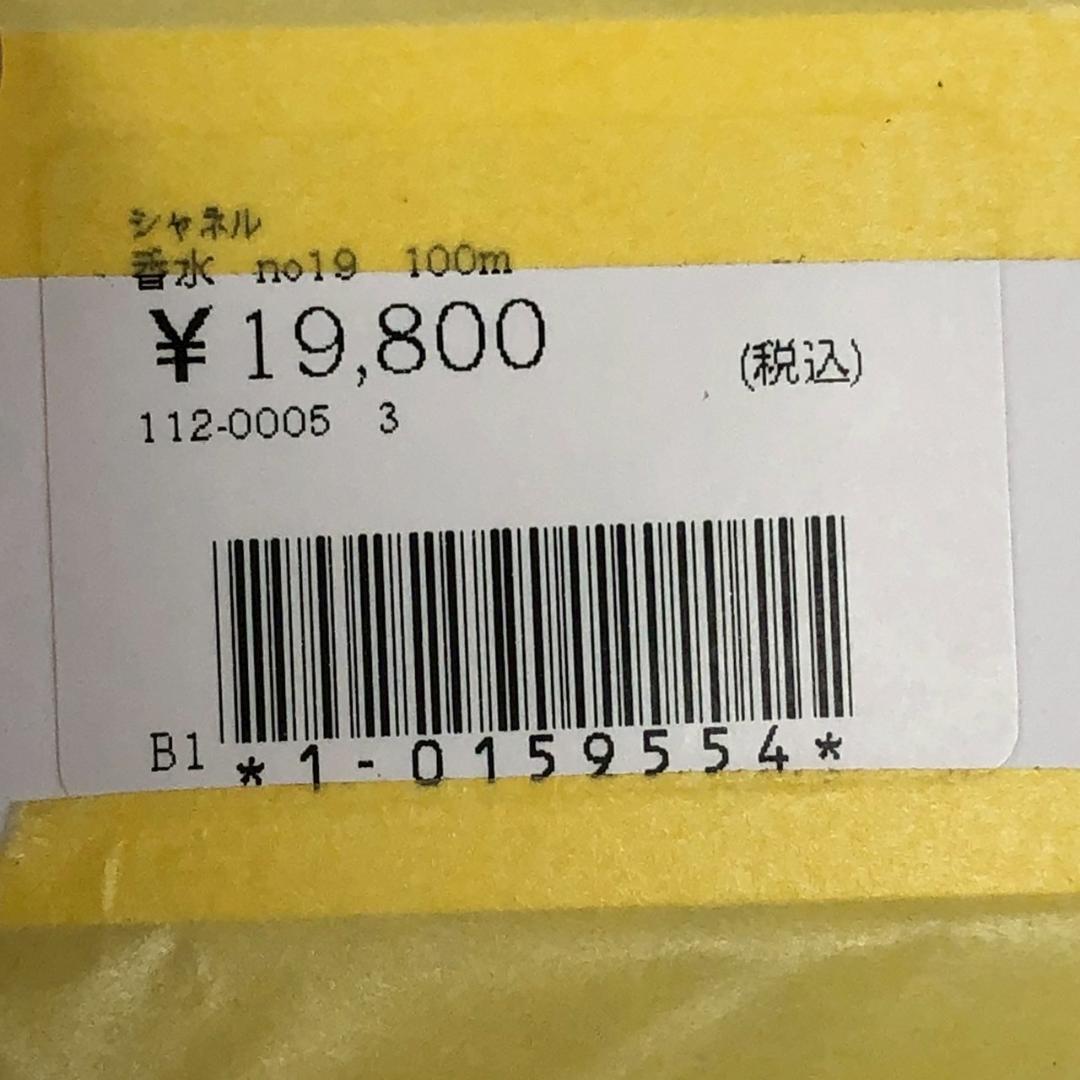 シャネル
香水 no19 100m
¥19,800 (税込)
112-0005 3
B1 *1-0159554*